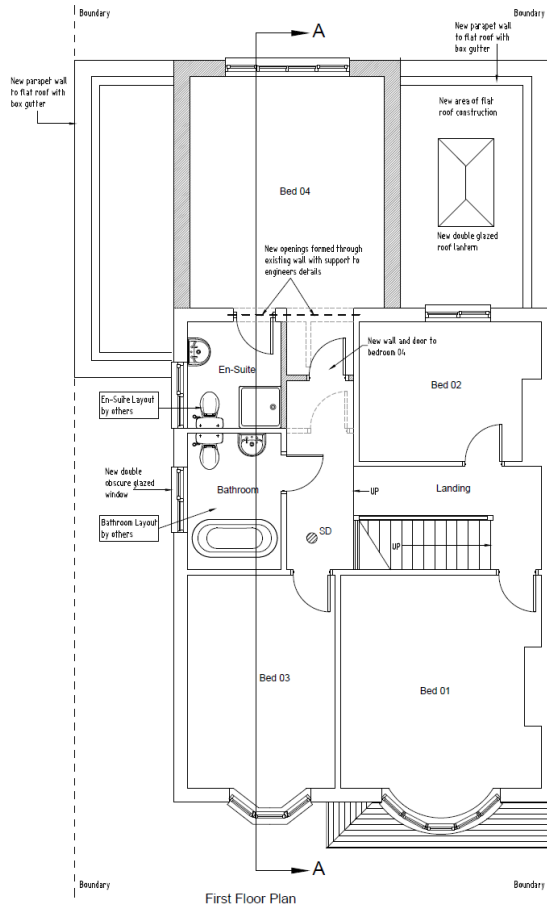 Boundary
Boundary
A
New parapet wall
to flat roof with
box gutter
New parapet wall
to flat roof with
box gutter
New area of flat
roof construction
Bed 04
New double glazed
roof lantern
New openings formed through
existing wall with support to
engineers details
New wall and door to
bedroom 04
En-Suite
Bed 02
En-Suite Layout
by others
New double
obscure glazed
window
Bathroom
UP
Landing
Bathroom Layout
by others
SD
UP
Bed 03
Bed 01
A
Boundary
Boundary
First Floor Plan